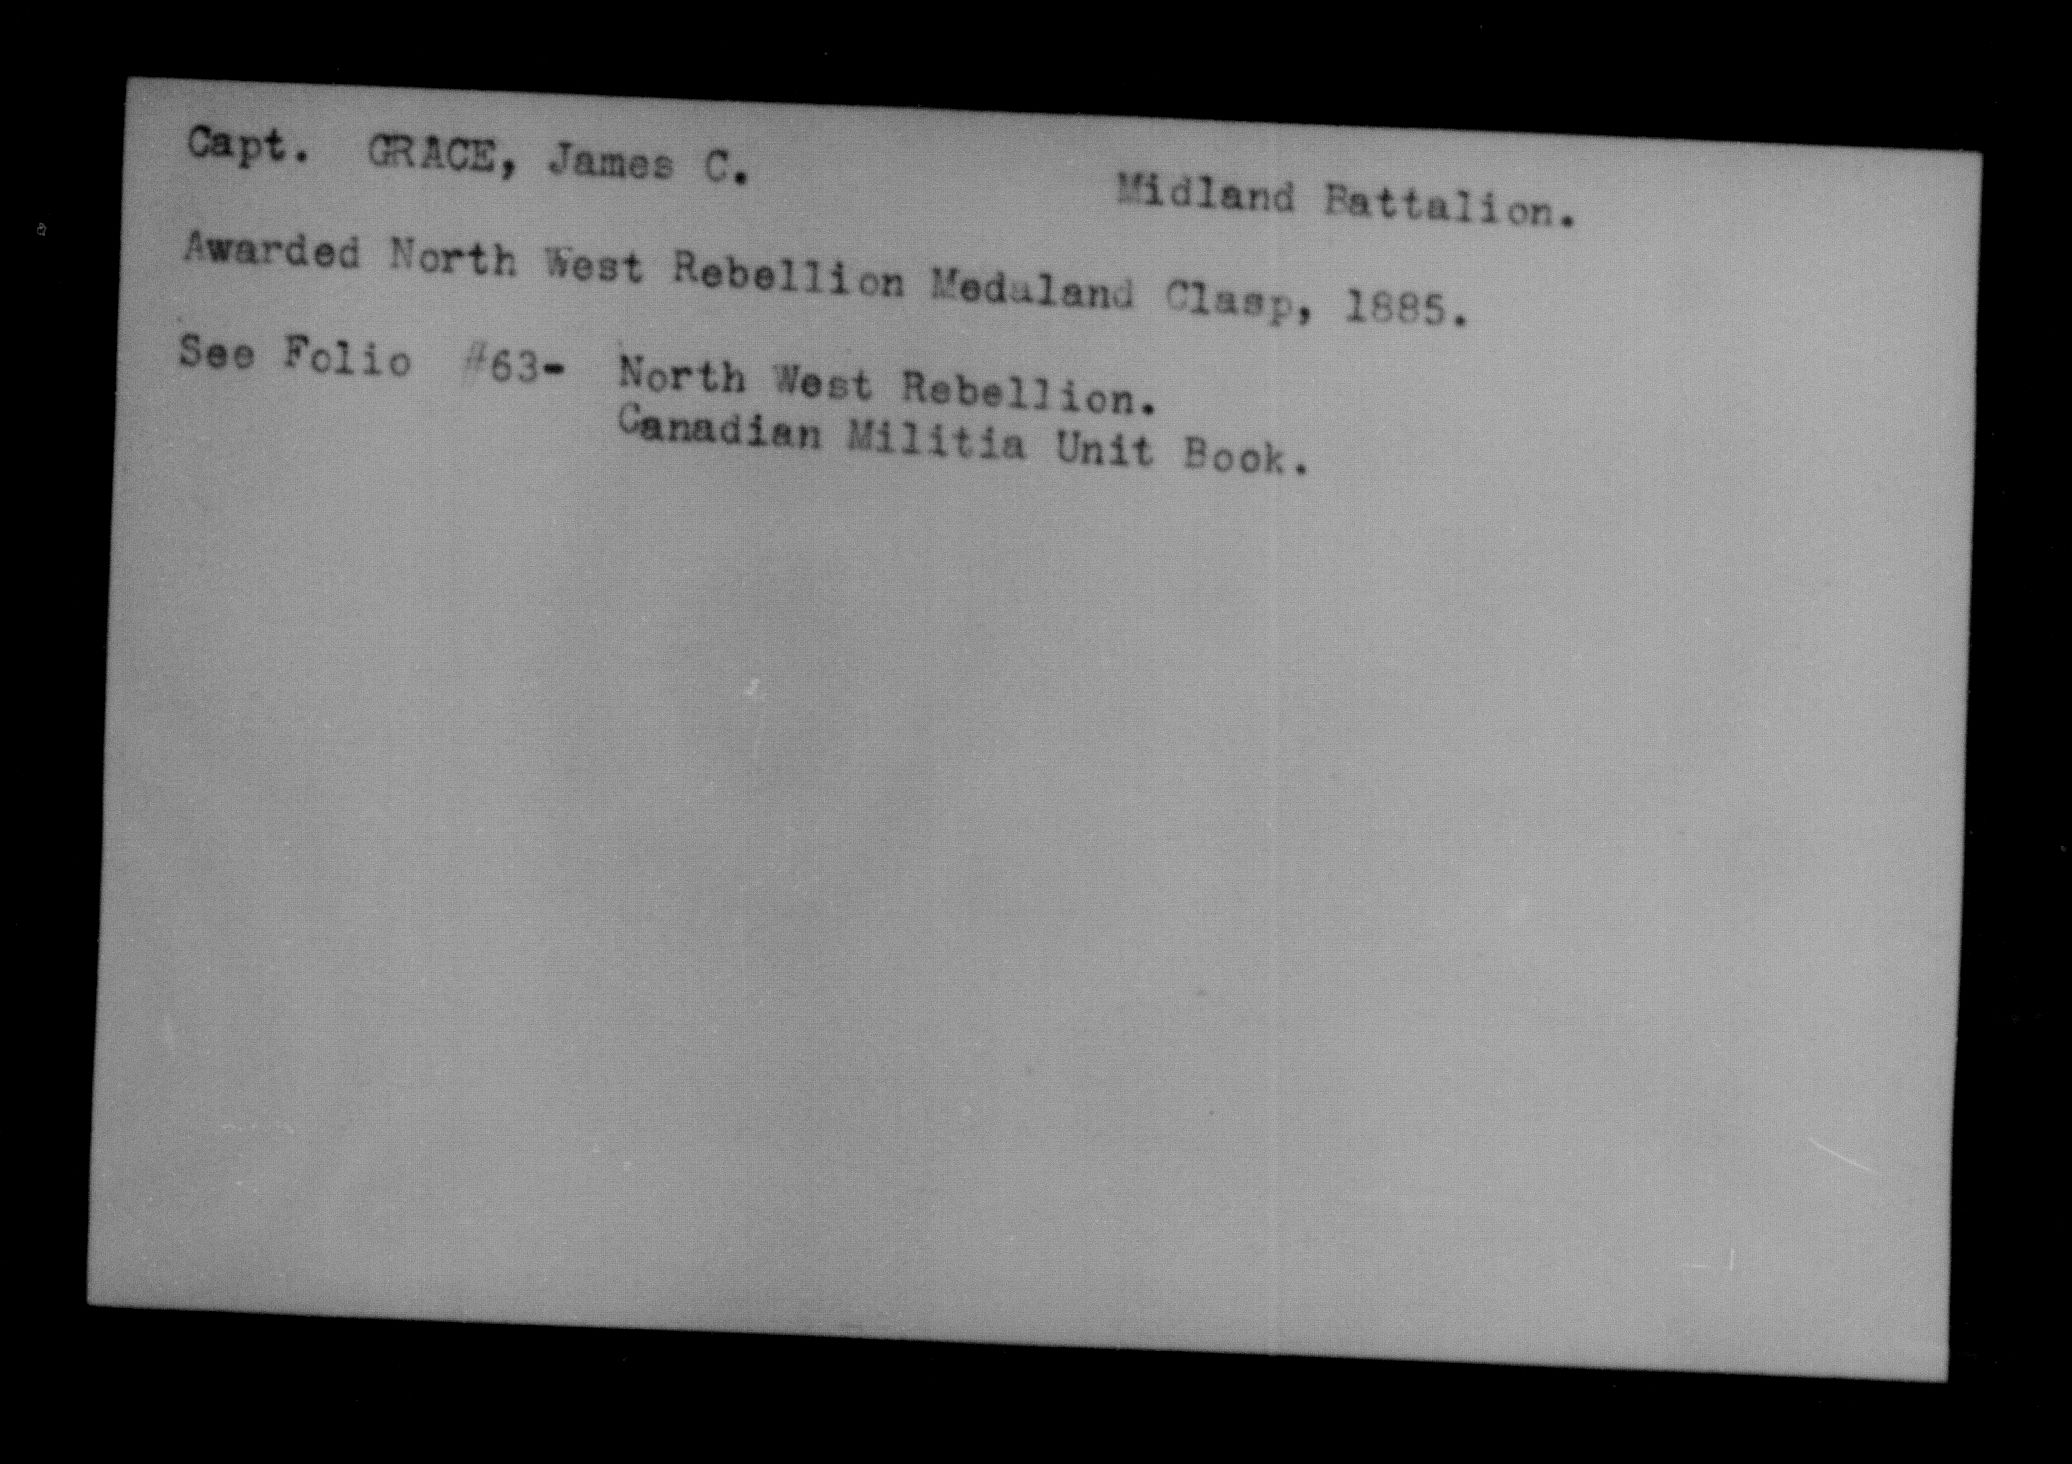 Capt. GRACE, James C. Midland Battalion.
Awarded North West Rebellion Medaland Clasp, 1885.
See Folio #63- North West Rebellion.
Canadian Militia Unit Book.